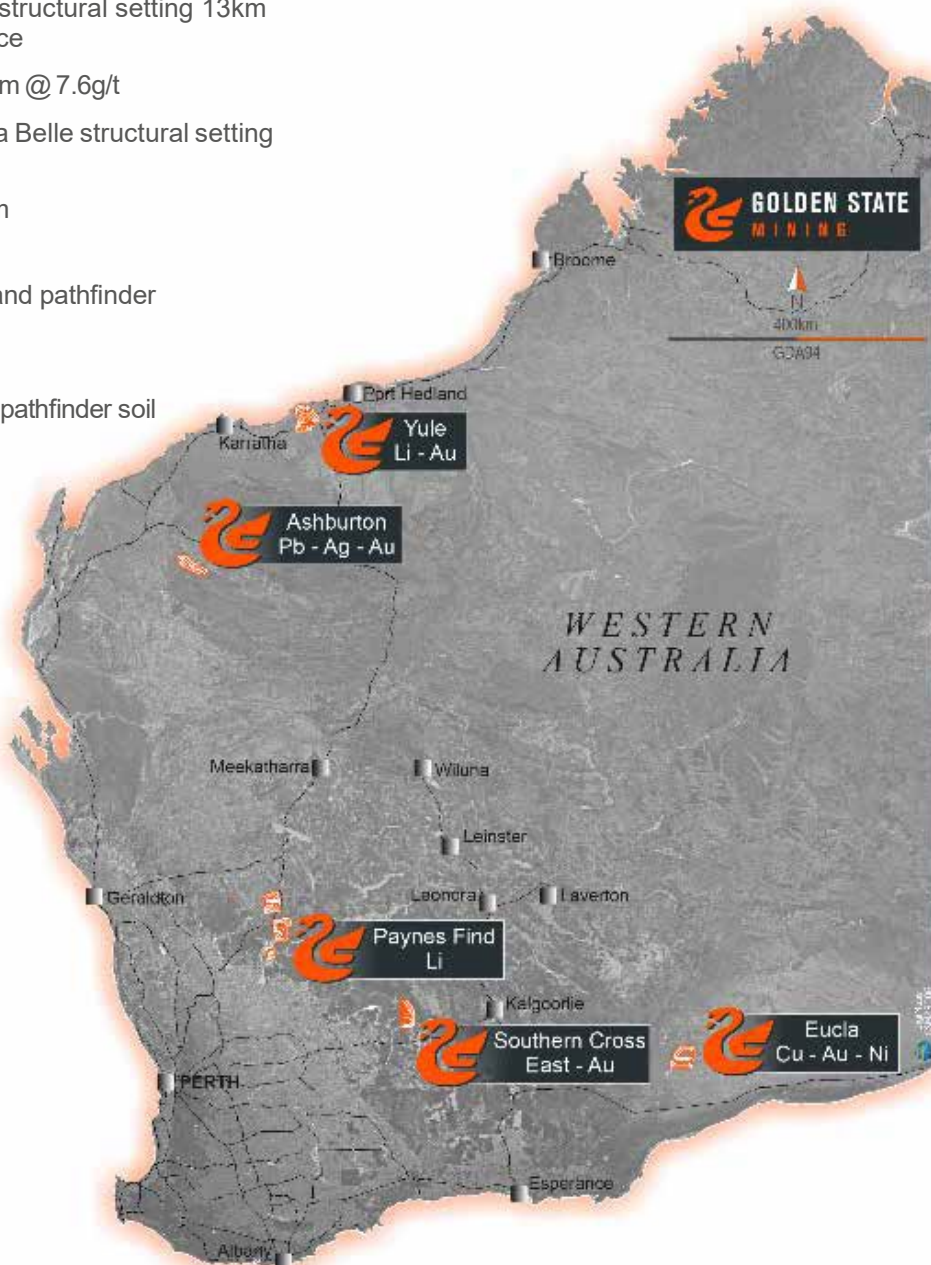 structural setting 13km
ce
m @ 7.6g/t
a Belle structural setting
m
and pathfinder
pathfinder soil
GOLDEN STATE
MINING
Broome
N
400km
GDA94
Port Hedland
Karratha
Yule
Li - Au
Ashburton
Pb - Ag - Au
WESTERN
AUSTRALIA
Meekatharra
Wiluna
Leinster
Geraldton
Leonora
Laverton
Paynes Find
Li
Kalgoorlie
Southern Cross
East - Au
Eucla
Cu - Au - Ni
PERTH
Esperance
Albany